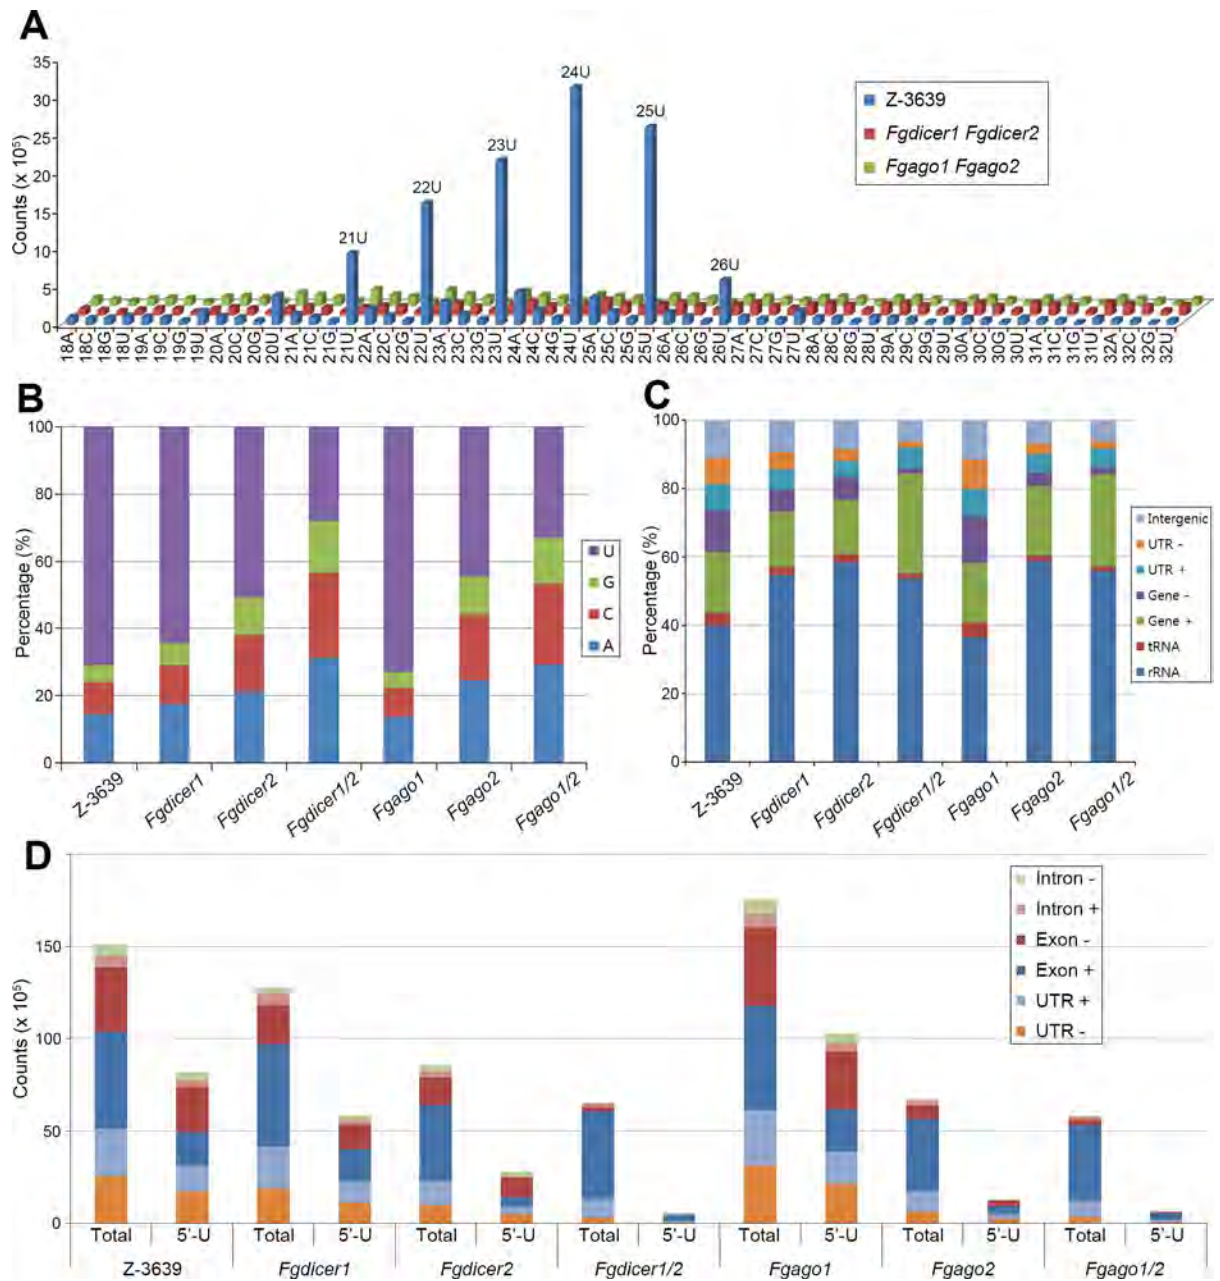 A
35
30
25
20
15
10
5
0
Counts (x 10⁵)
21U
22U
23U
24U
25U
26U
Z-3639
Fgdicer1 Fgdicer2
Fgago1 Fgago2
18A 18C 18G 18U 19A 19C 19G 19U 20A 20C 20G 20U 21A 21C 21G 21U 22A 22C 22G 22U 23A 23C 23G 23U 24A 24C 24G 24U 25A 25C 25G 25U 26A 26C 26G 26U 27A 27C 27G 27U 28A 28C 28G 28U 29A 29C 29G 29U 30A 30C 30G 30U 31A 31C 31G 31U 32A 32C 32G 32U
B
100
80
60
40
20
0
Percentage (%)
U
G
C
A
Z-3639 Fgdicer1 Fgdicer2 Fgdicer1/2 Fgago1 Fgago2 Fgago1/2
C
100
80
60
40
20
0
Percentage (%)
Intergenic
UTR -
UTR +
Gene -
Gene +
tRNA
rRNA
Z-3639 Fgdicer1 Fgdicer2 Fgdicer1/2 Fgago1 Fgago2 Fgago1/2
D
150
100
50
0
Counts (x 10⁵)
Intron -
Intron +
Exon -
Exon +
UTR +
UTR -
Total 5'-U Total 5'-U Total 5'-U Total 5'-U Total 5'-U Total 5'-U Total 5'-U
Z-3639 Fgdicer1 Fgdicer2 Fgdicer1/2 Fgago1 Fgago2 Fgago1/2